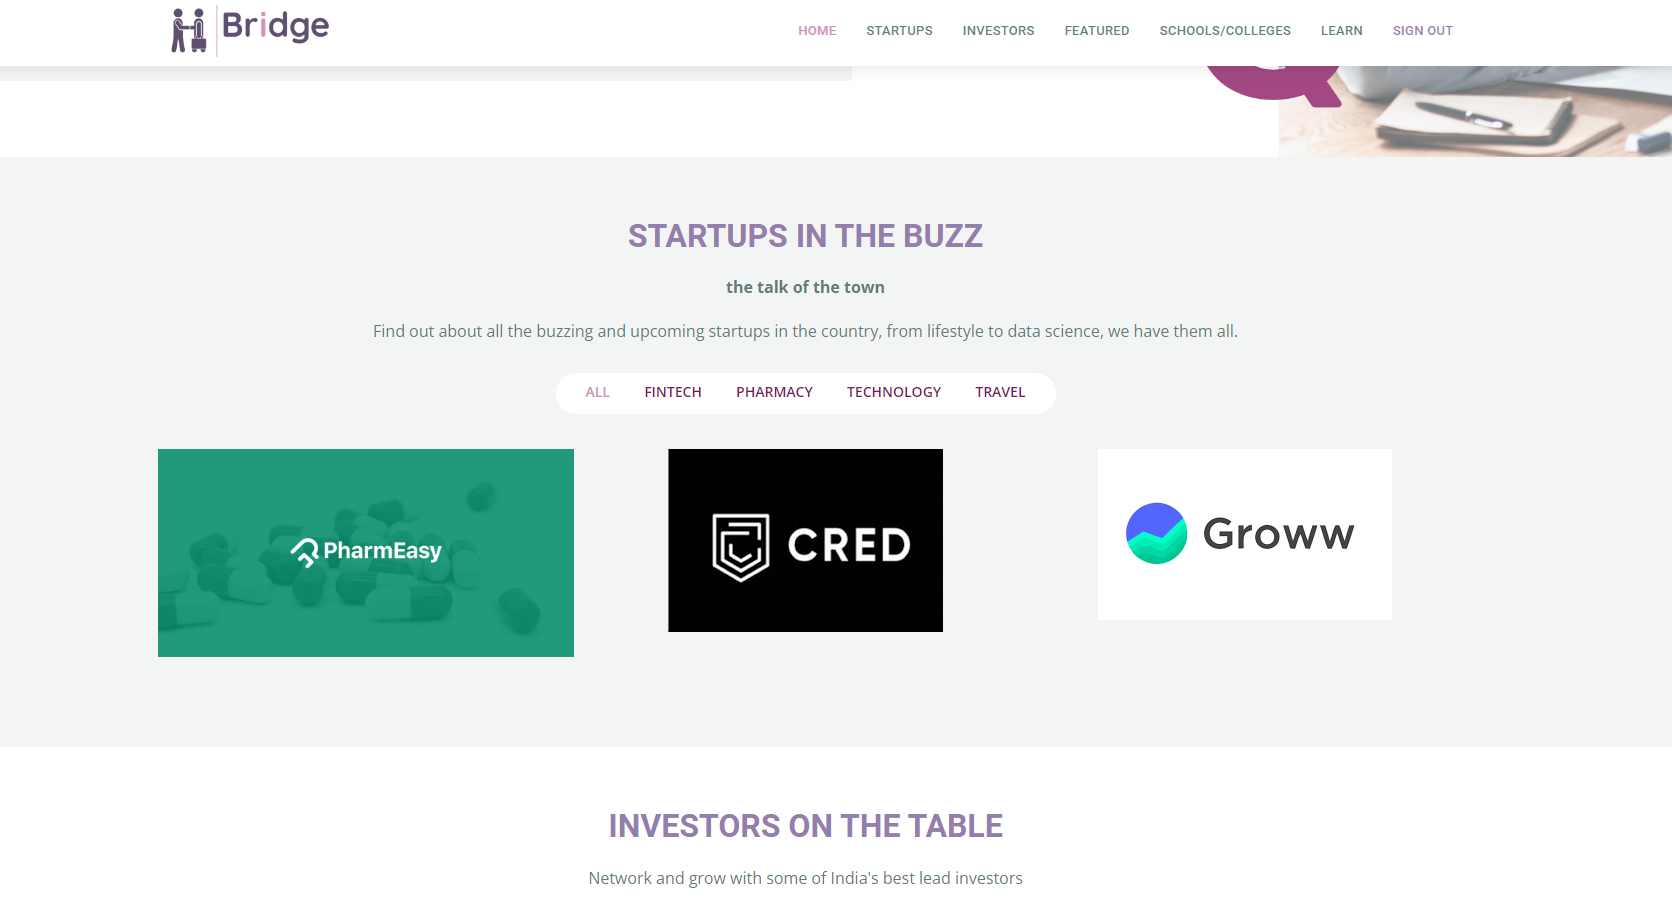 Bridge
HOME STARTUPS INVESTORS FEATURED SCHOOLS/COLLEGES LEARN SIGN OUT
STARTUPS IN THE BUZZ
the talk of the town
Find out about all the buzzing and upcoming startups in the country, from lifestyle to data science, we have them all.
ALL FINTECH PHARMACY TECHNOLOGY TRAVEL
PharmEasy
CRED
Groww
INVESTORS ON THE TABLE
Network and grow with some of India's best lead investors